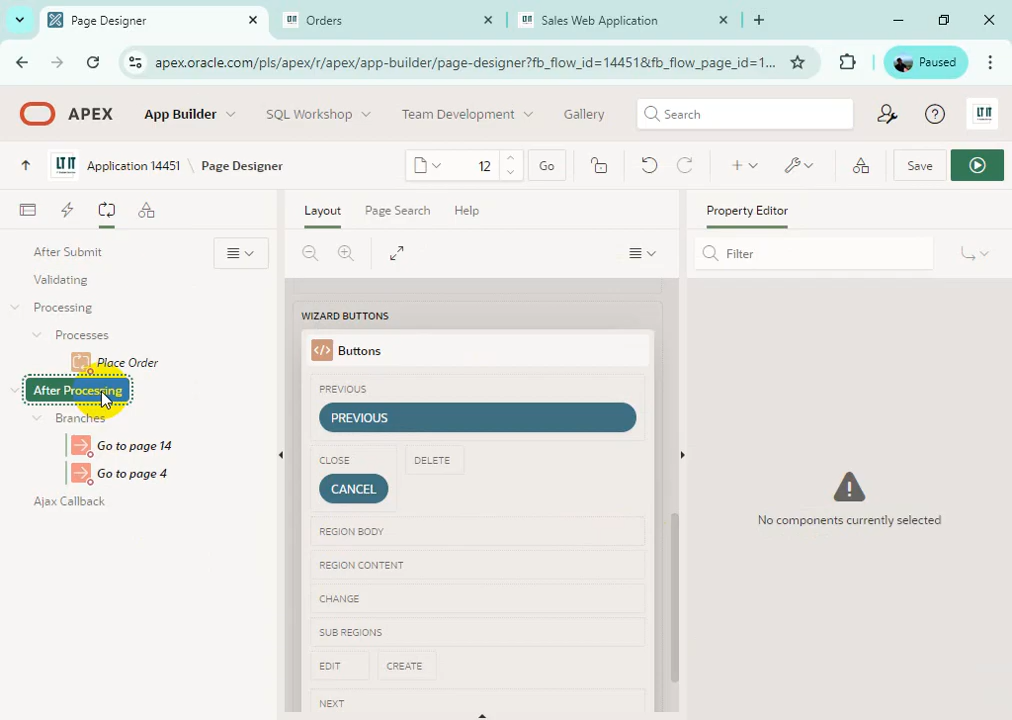 Page Designer
Orders
Sales Web Application
apex.oracle.com/pls/apex/r/apex/app-builder/page-designer?fb_flow_id=14451&fb_flow_page_id=1...
Paused
APEX
App Builder
SQL Workshop
Team Development
Gallery
Search
LT IT
LT IT
Application 14451 \ Page Designer
12
Go
Save
Layout
Page Search
Help
Property Editor
Filter
After Submit
Validating
Processing
Processes
Place Order
After Processing
Branches
Go to page 14
Go to page 4
Ajax Callback
WIZARD BUTTONS
Buttons
PREVIOUS
PREVIOUS
CLOSE
DELETE
CANCEL
REGION BODY
REGION CONTENT
CHANGE
SUB REGIONS
EDIT
CREATE
NEXT
No components currently selected